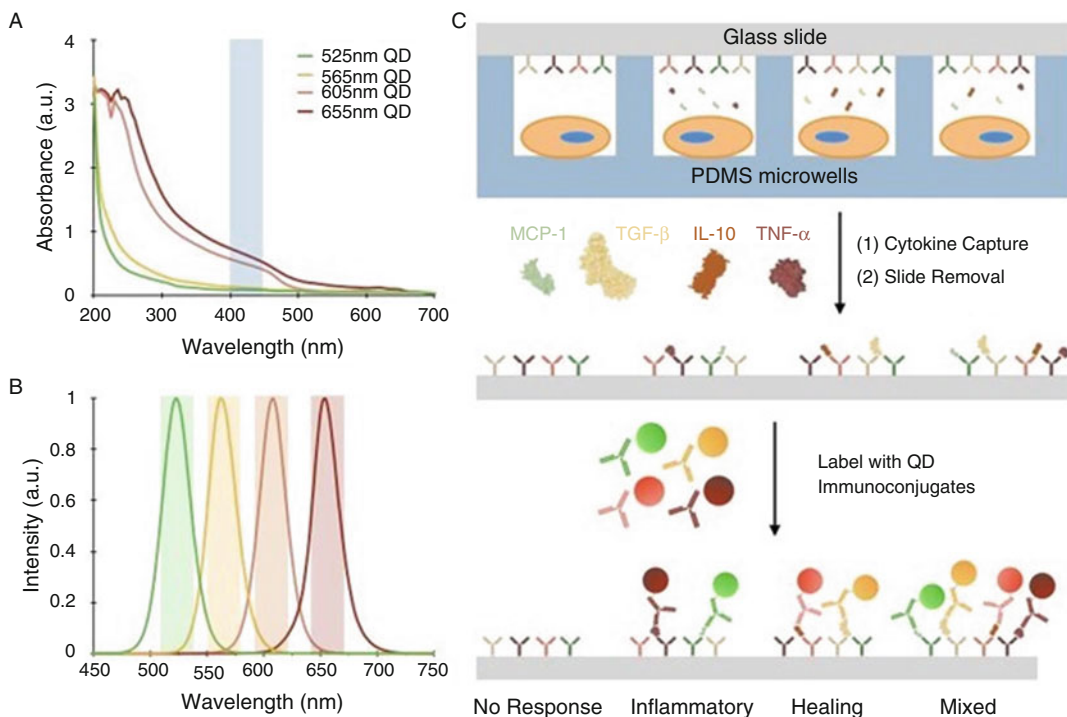 A
Absorbance (a.u.)
4
3
2
1
0
200 300 400 500 600 700
Wavelength (nm)
525nm QD
565nm QD
605nm QD
655nm QD
B
Intensity (a.u.)
1
0.8
0.6
0.4
0.2
0
450 500 550 600 650 700 750
Wavelength (nm)
C
Glass slide
PDMS microwells
MCP-1 TGF-β IL-10 TNF-α
(1) Cytokine Capture
(2) Slide Removal
Label with QD
Immunoconjugates
No Response Inflammatory Healing Mixed